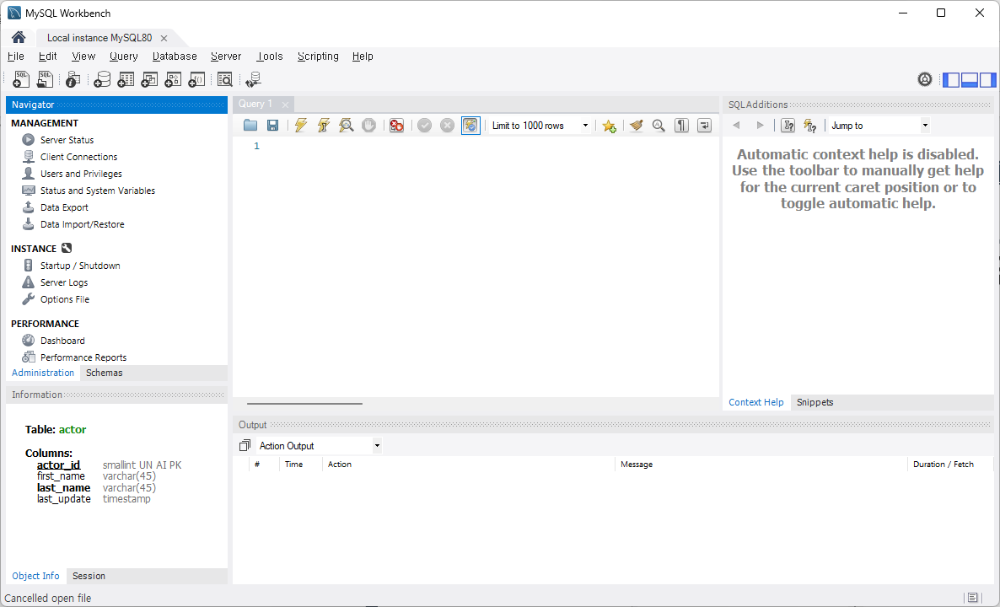 MySQL Workbench
Local instance MySQL80
File Edit View Query Database Server Tools Scripting Help
Navigator
MANAGEMENT
Server Status
Client Connections
Users and Privileges
Status and System Variables
Data Export
Data Import/Restore
INSTANCE
Startup / Shutdown
Server Logs
Options File
PERFORMANCE
Dashboard
Performance Reports
Administration Schemas
Information
Table: actor
Columns:
actor_id smallint UN AI PK
first_name varchar(45)
last_name varchar(45)
last_update timestamp
Object Info Session
Query 1
Limit to 1000 rows
1
SQLAdditions
Jump to
Automatic context help is disabled.
Use the toolbar to manually get help
for the current caret position or to
toggle automatic help.
Context Help Snippets
Output
Action Output
# Time Action Message Duration / Fetch
Cancelled open file